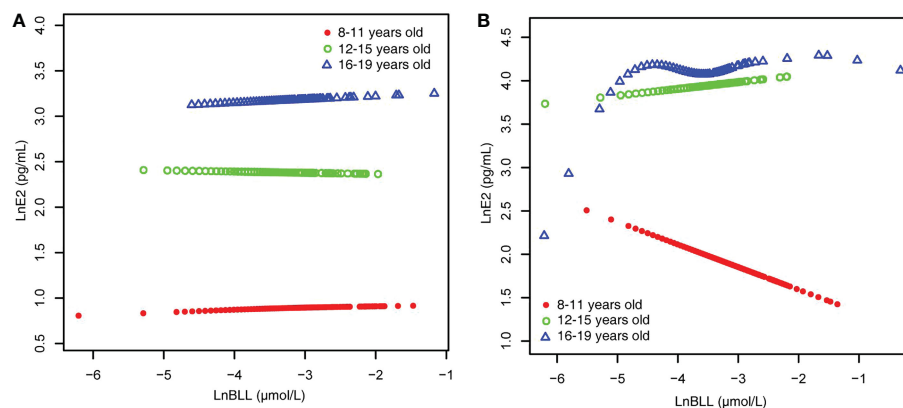 A
8-11 years old
12-15 years old
16-19 years old
LnE2 (pg/mL)
4.0
3.5
3.0
2.5
2.0
1.5
1.0
0.5
−6 −5 −4 −3 −2 −1
LnBLL (μmol/L)
B
LnE2 (pg/mL)
4.5
4.0
3.5
3.0
2.5
2.0
1.5
1.0
8-11 years old
12-15 years old
16-19 years old
−6 −5 −4 −3 −2 −1
LnBLL (μmol/L)